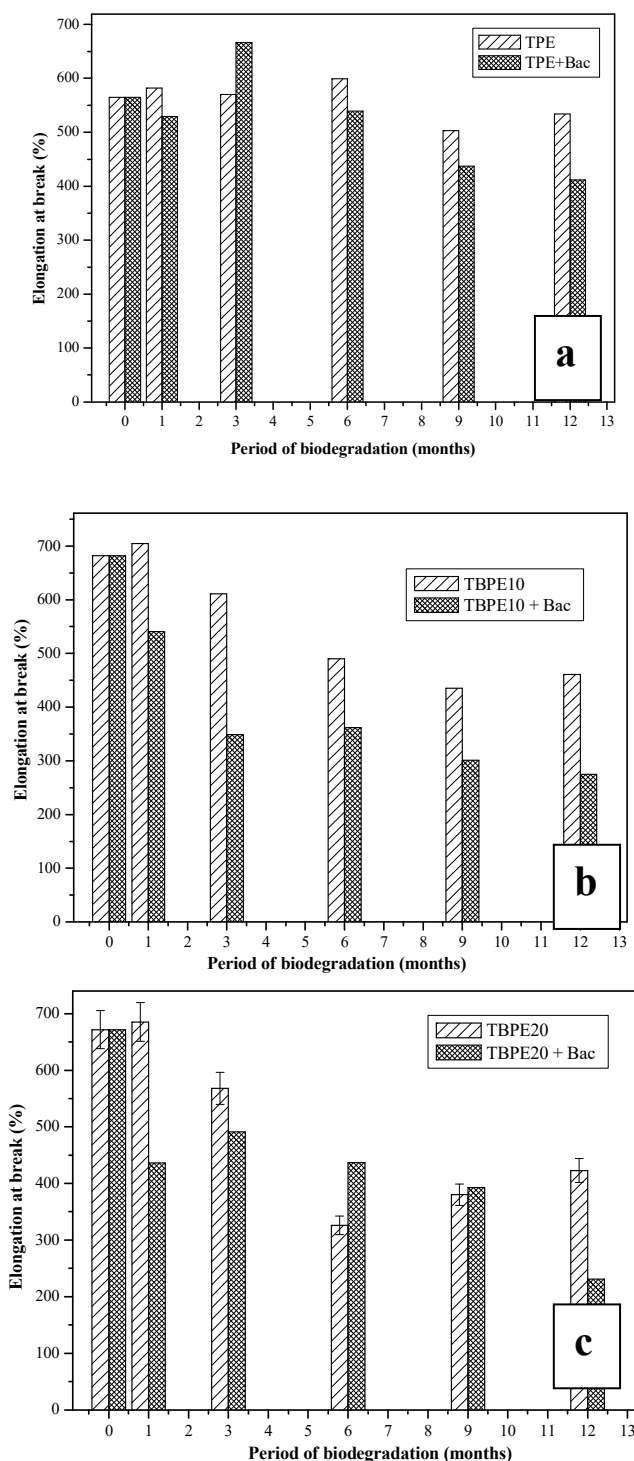 700
600
500
400
300
200
100
0
Elongation at break (%)
TPE
TPE+Bac
a
0 1 2 3 4 5 6 7 8 9 10 11 12 13
Period of biodegradation (months)
700
600
500
400
300
200
100
0
Elongation at break (%)
TBPE10
TBPE10 + Bac
b
0 1 2 3 4 5 6 7 8 9 10 11 12 13
Period of biodegradation (months)
700
600
500
400
300
200
100
0
Elongation at break (%)
TBPE20
TBPE20 + Bac
c
0 1 2 3 4 5 6 7 8 9 10 11 12 13
Period of biodegradation (months)